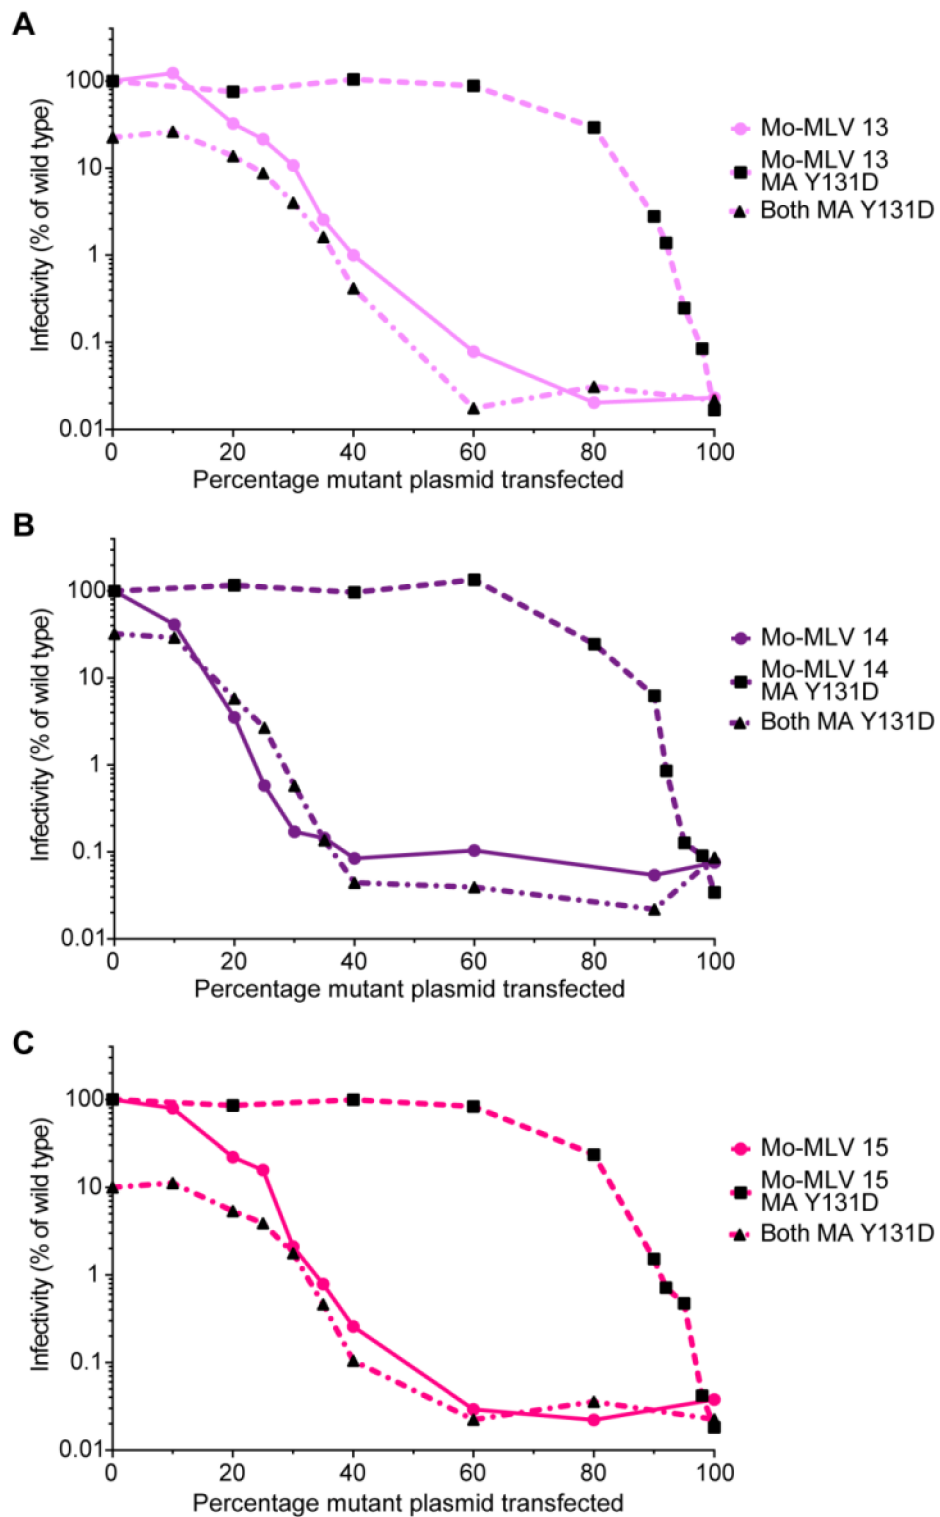 A
Infectivity (% of wild type)
100
10
1
0.1
0.01
0 20 40 60 80 100
Percentage mutant plasmid transfected
Mo-MLV 13
Mo-MLV 13
MA Y131D
Both MA Y131D
B
Infectivity (% of wild type)
100
10
1
0.1
0.01
0 20 40 60 80 100
Percentage mutant plasmid transfected
Mo-MLV 14
Mo-MLV 14
MA Y131D
Both MA Y131D
C
Infectivity (% of wild type)
100
10
1
0.1
0.01
0 20 40 60 80 100
Percentage mutant plasmid transfected
Mo-MLV 15
Mo-MLV 15
MA Y131D
Both MA Y131D